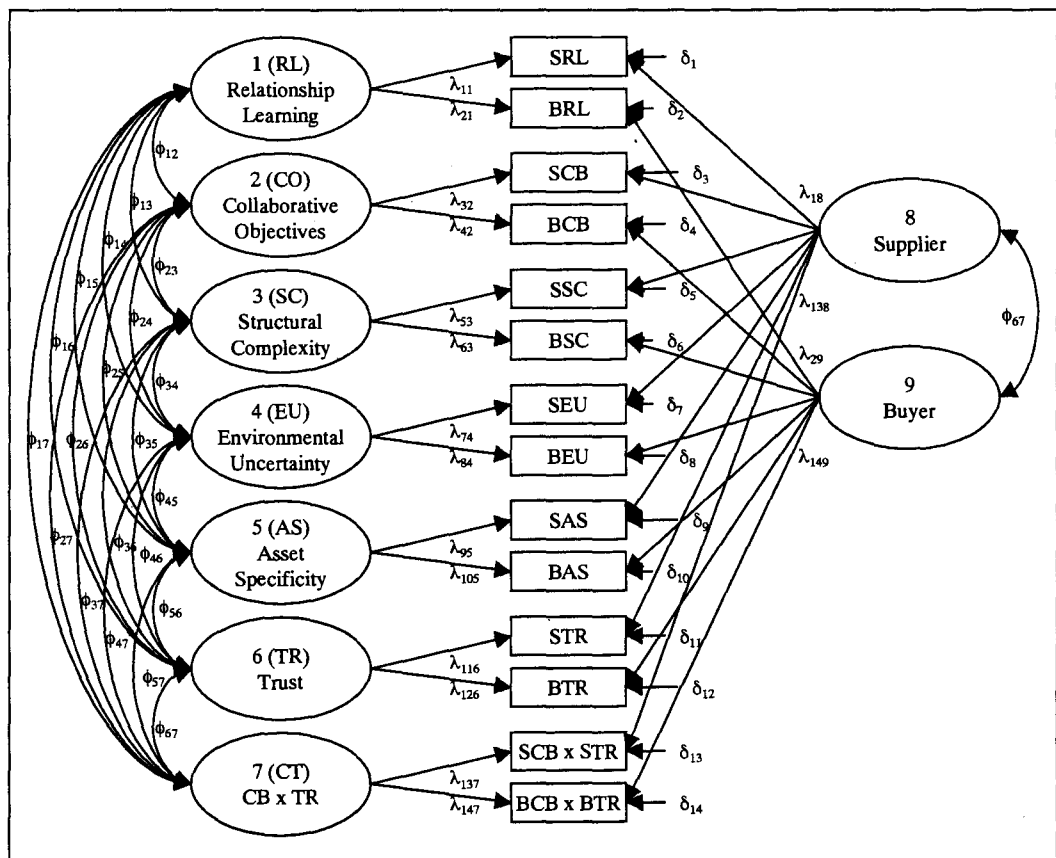 1 (RL)
Relationship
Learning
2 (CO)
Collaborative
Objectives
3 (SC)
Structural
Complexity
4 (EU)
Environmental
Uncertainty
5 (AS)
Asset
Specificity
6 (TR)
Trust
7 (CT)
CB x TR
ϕ12
ϕ13
ϕ14
ϕ23
ϕ15
ϕ24
ϕ16
ϕ25
ϕ34
ϕ17
ϕ26
ϕ35
ϕ45
ϕ27
ϕ36
ϕ46
ϕ37
ϕ56
ϕ47
ϕ57
ϕ67
λ11
λ21
λ32
λ42
λ53
λ63
λ74
λ84
λ95
λ105
λ116
λ126
λ137
λ147
SRL
BRL
SCB
BCB
SSC
BSC
SEU
BEU
SAS
BAS
STR
BTR
SCB x STR
BCB x BTR
δ1
δ2
δ3
δ4
δ5
δ6
δ7
δ8
δ9
δ10
δ11
δ12
δ13
δ14
λ18
λ138
λ29
λ149
8
Supplier
9
Buyer
ϕ67